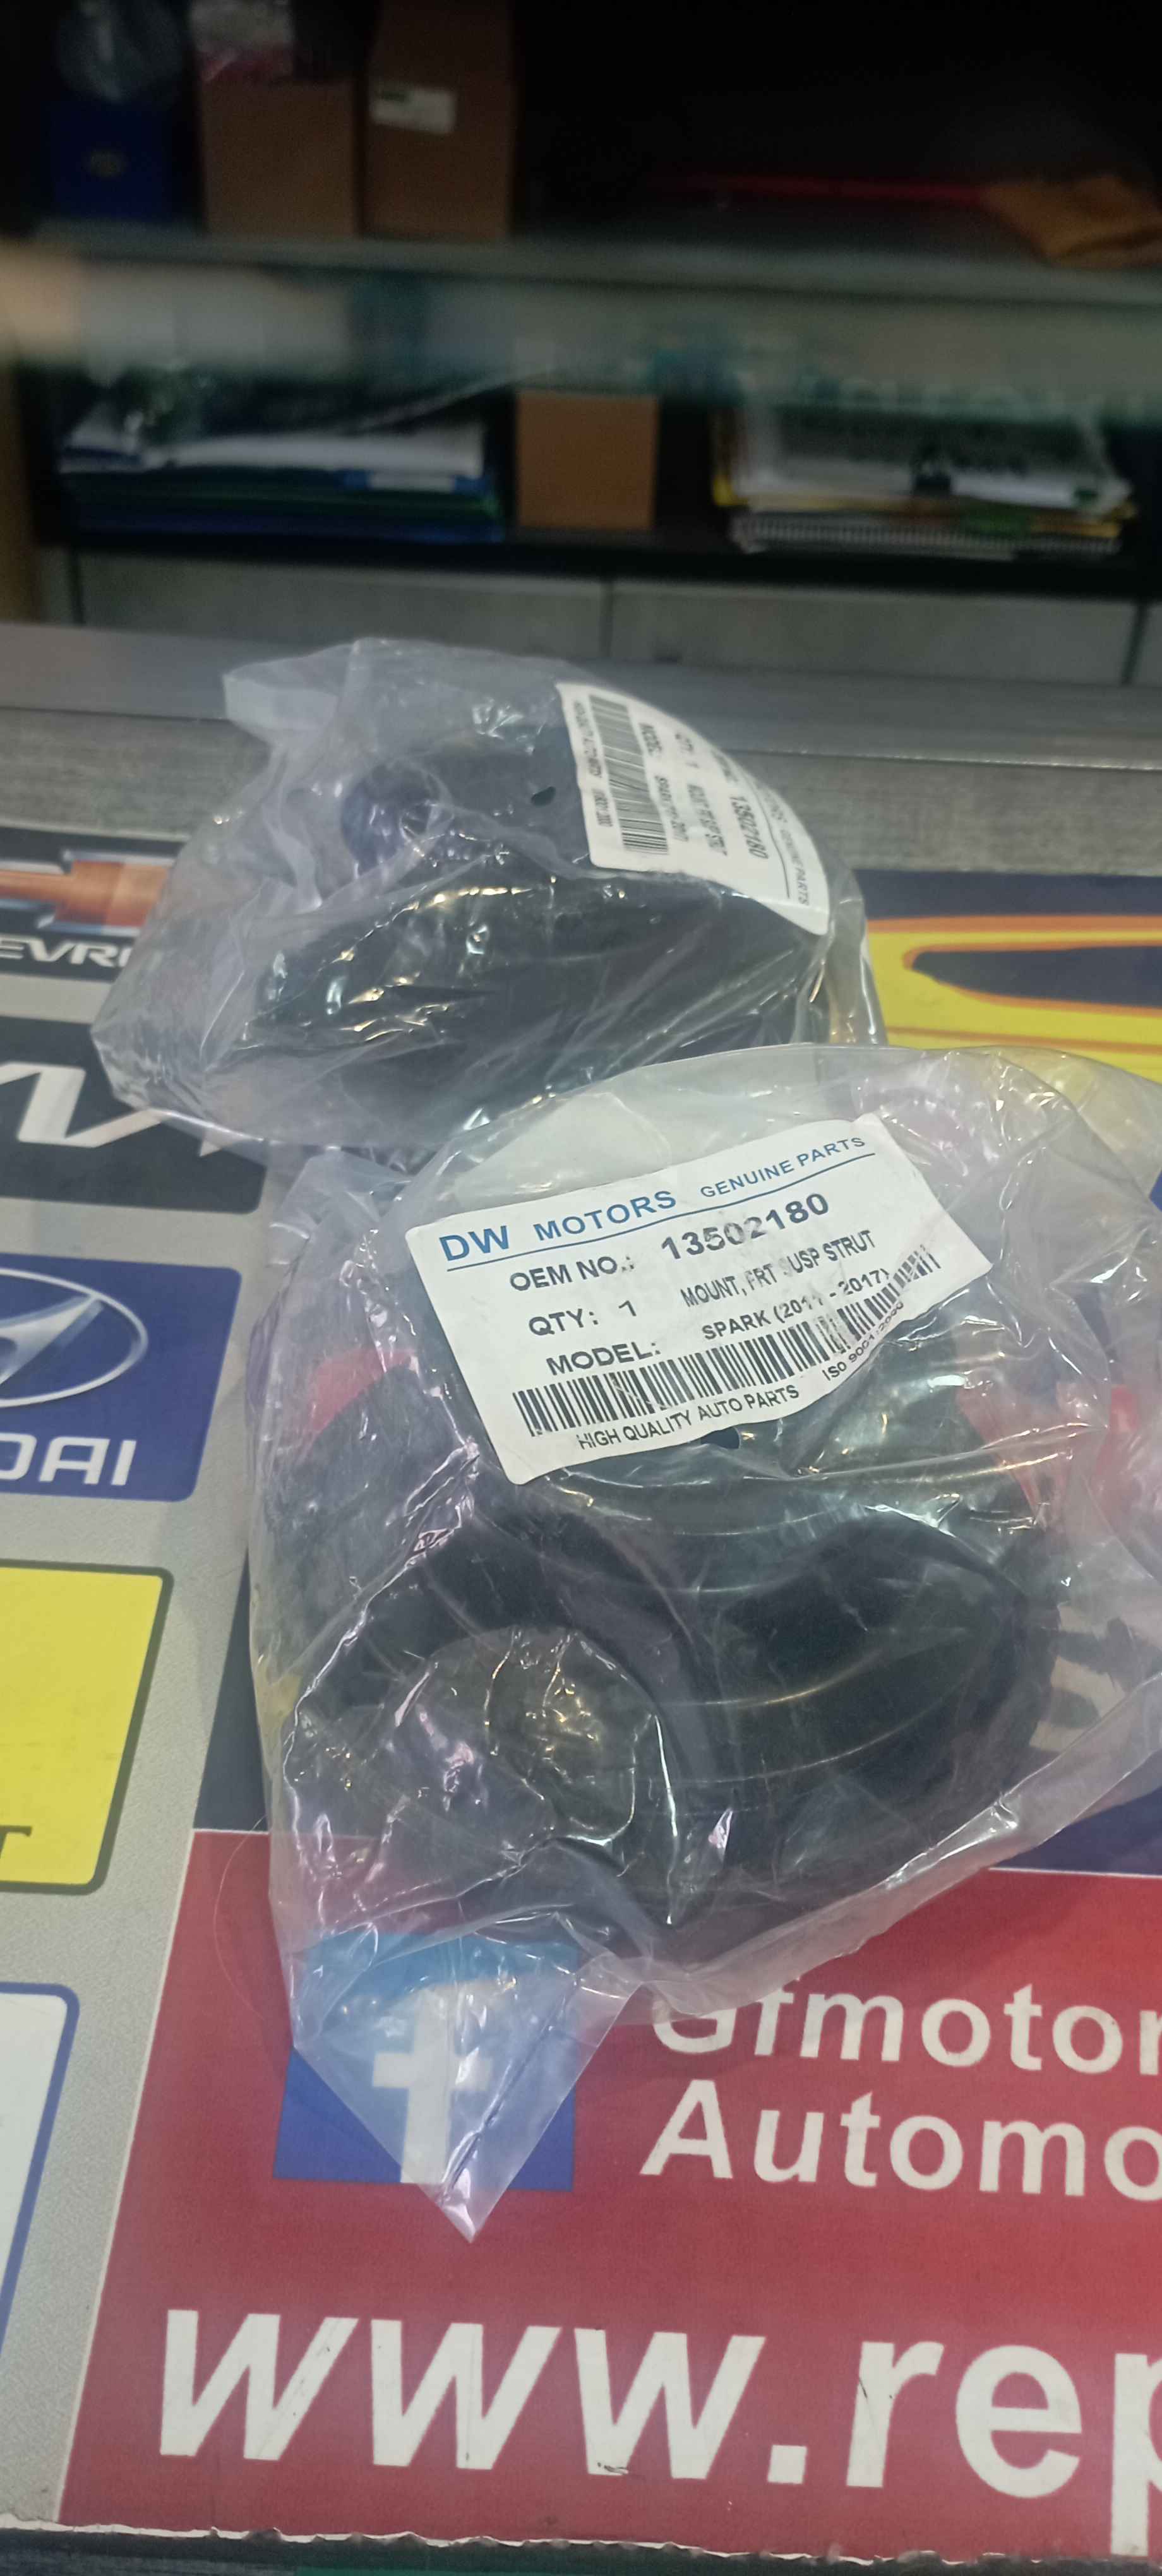 13502180
DW MOTORS GENUINE PARTS
OEM NO.: 13502180
QTY: 1 MOUNT, FRT SUSP STRUT
MODEL: SPARK (2011 - 2017)
HIGH QUALITY AUTO PARTS ISO 9001:2000
DAI
T
f
Gfmotor
Automo
www.rep